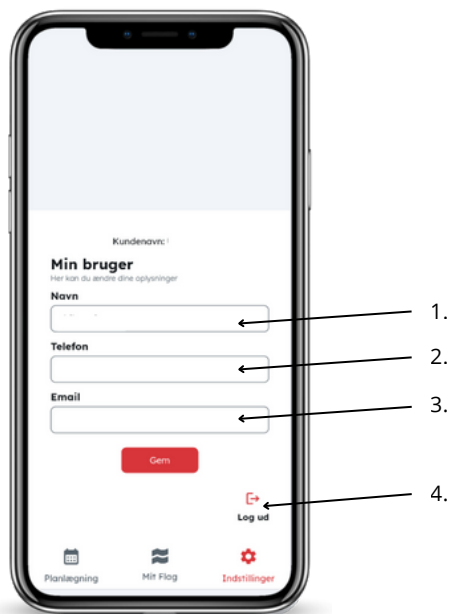 Kundenavn:
Min bruger
Her kan du ændre dine oplysninger
Navn
1.
Telefon
2.
Email
3.
Gem
4.
Log ud
Planlægning Mit Flag Indstillinger